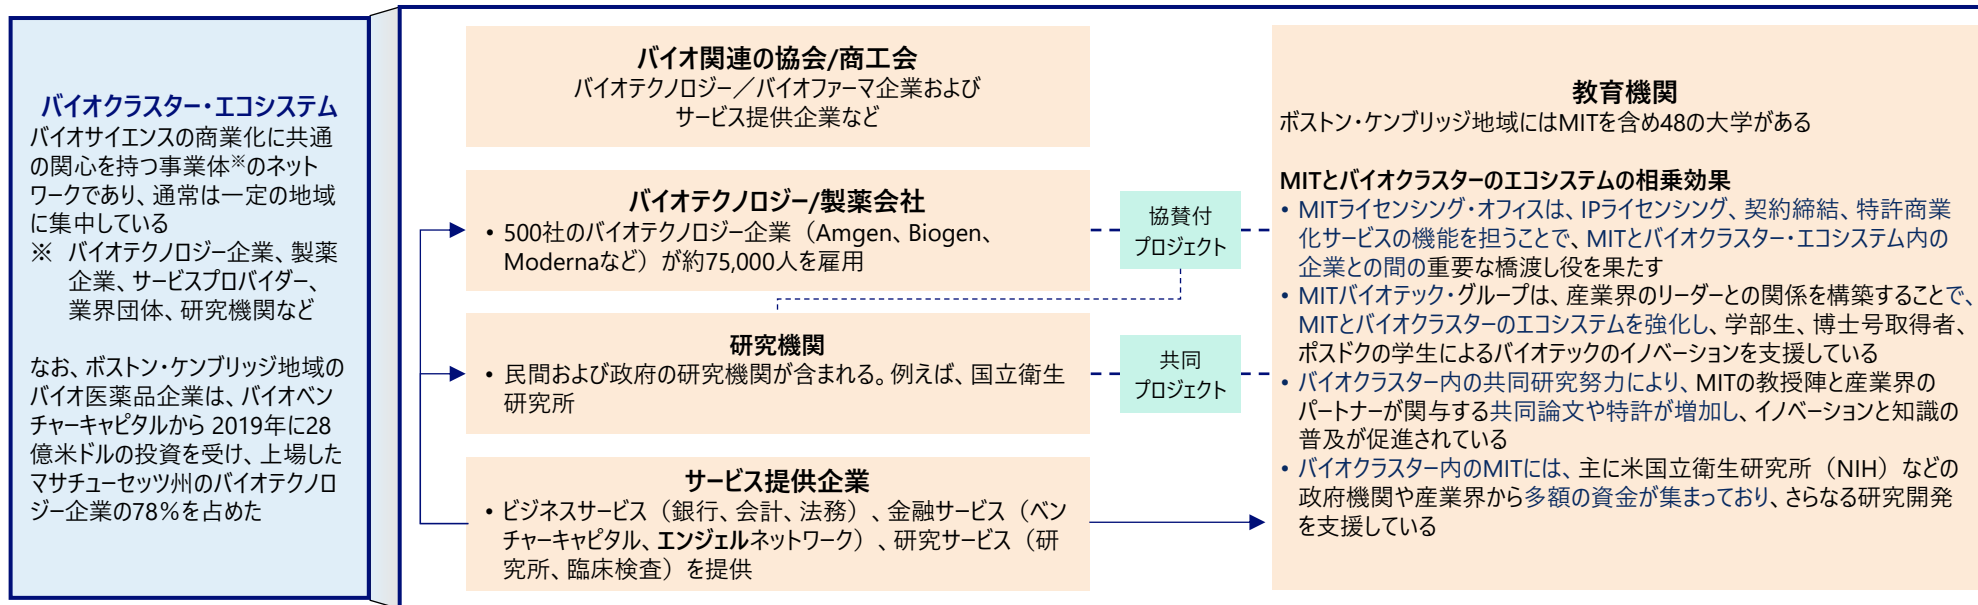 バイオクラスター・エコシステム
バイオサイエンスの商業化に共通
の関心を持つ事業体※のネット
ワークであり、通常は一定の地域
に集中している
※ バイオテクノロジー企業、製薬
企業、サービスプロバイダー、
業界団体、研究機関など
なお、ボストン・ケンブリッジ地域の
バイオ医薬品企業は、バイオベン
チャーキャピタルから 2019年に28
億米ドルの投資を受け、上場した
マサチューセッツ州のバイオテクノロ
ジー企業の78%を占めた
バイオ関連の協会/商工会
バイオテクノロジー／バイオファーマ企業および
サービス提供企業など
バイオテクノロジー/製薬会社
• 500社のバイオテクノロジー企業（Amgen、Biogen、
Modernaなど）が約75,000人を雇用
協賛付
プロジェクト
研究機関
• 民間および政府の研究機関が含まれる。例えば、国立衛生
研究所
共同
プロジェクト
サービス提供企業
• ビジネスサービス（銀行、会計、法務）、金融サービス（ベン
チャーキャピタル、エンジェルネットワーク）、研究サービス（研
究所、臨床検査）を提供
教育機関
ボストン・ケンブリッジ地域にはMITを含め48の大学がある
MITとバイオクラスターのエコシステムの相乗効果
• MITライセンシング・オフィスは、IPライセンシング、契約締結、特許商業
化サービスの機能を担うことで、MITとバイオクラスター・エコシステム内の
企業との間の重要な橋渡し役を果たす
• MITバイオテック・グループは、産業界のリーダーとの関係を構築することで、
MITとバイオクラスターのエコシステムを強化し、学部生、博士号取得者、
ポスドクの学生によるバイオテックのイノベーションを支援している
• バイオクラスター内の共同研究努力により、MITの教授陣と産業界の
パートナーが関与する共同論文や特許が増加し、イノベーションと知識の
普及が促進されている
• バイオクラスター内のMITには、主に米国立衛生研究所（NIH）などの
政府機関や産業界から多額の資金が集まっており、さらなる研究開発
を支援している